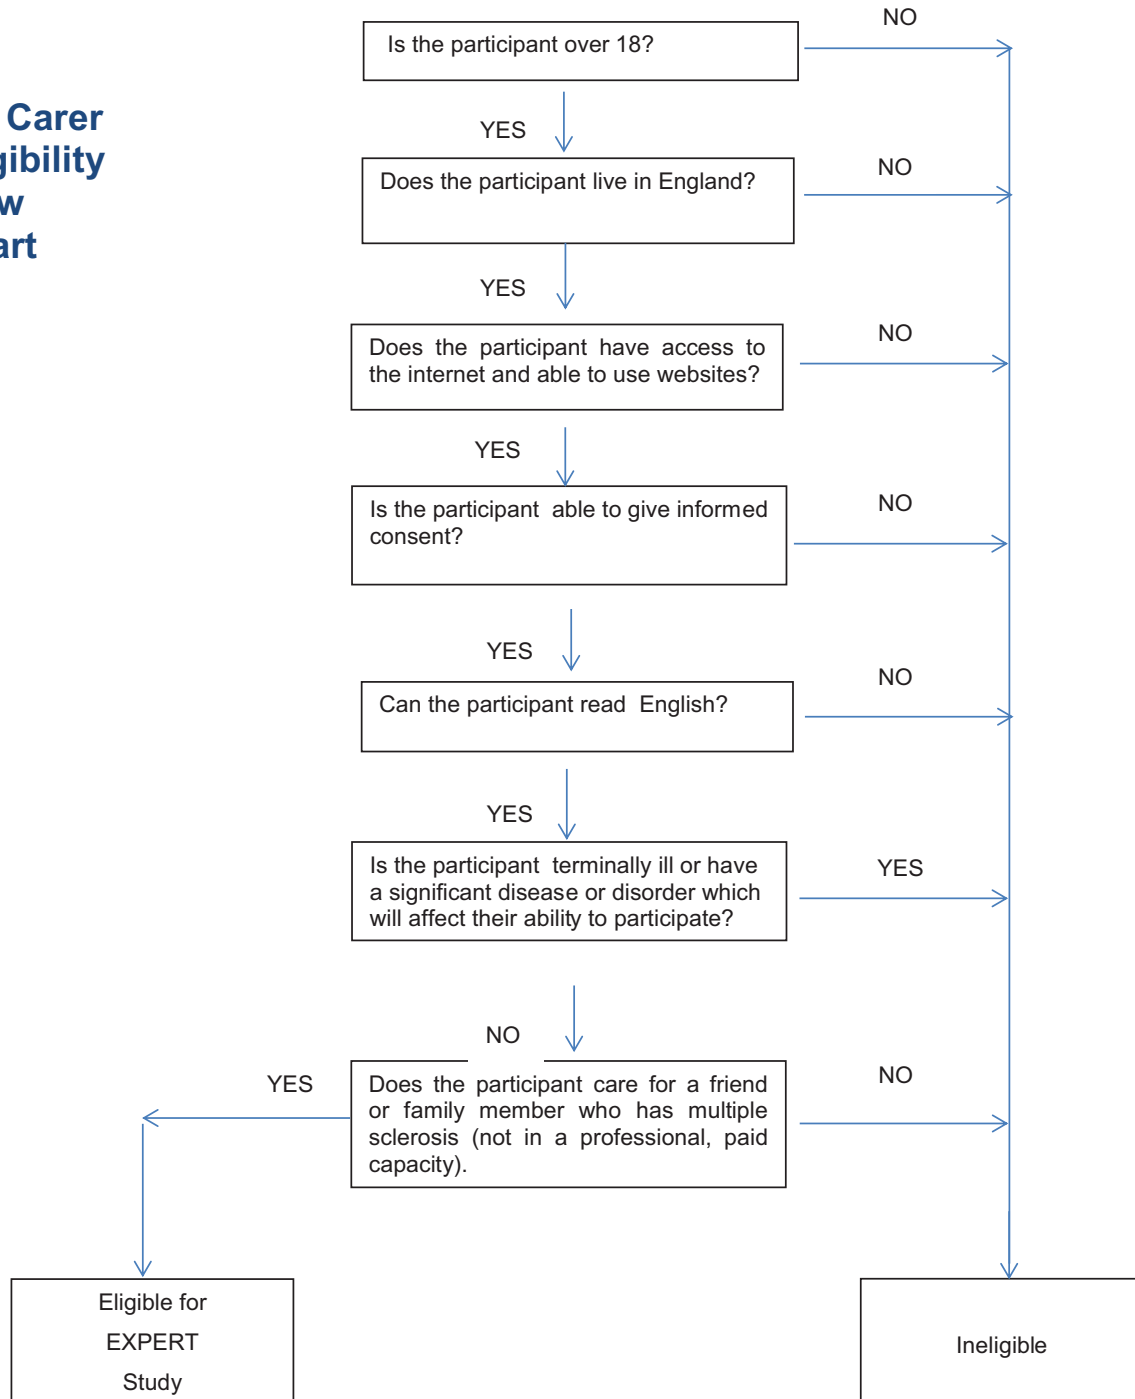 Carer
gibility
w
art
Is the participant over 18?
NO
YES
Does the participant live in England?
NO
YES
Does the participant have access to
the internet and able to use websites?
NO
YES
Is the participant able to give informed
consent?
NO
YES
Can the participant read English?
NO
YES
Is the participant terminally ill or have
a significant disease or disorder which
will affect their ability to participate?
YES
NO
YES
Does the participant care for a friend
or family member who has multiple
sclerosis (not in a professional, paid
capacity).
NO
Eligible for
EXPERT
Study
Ineligible